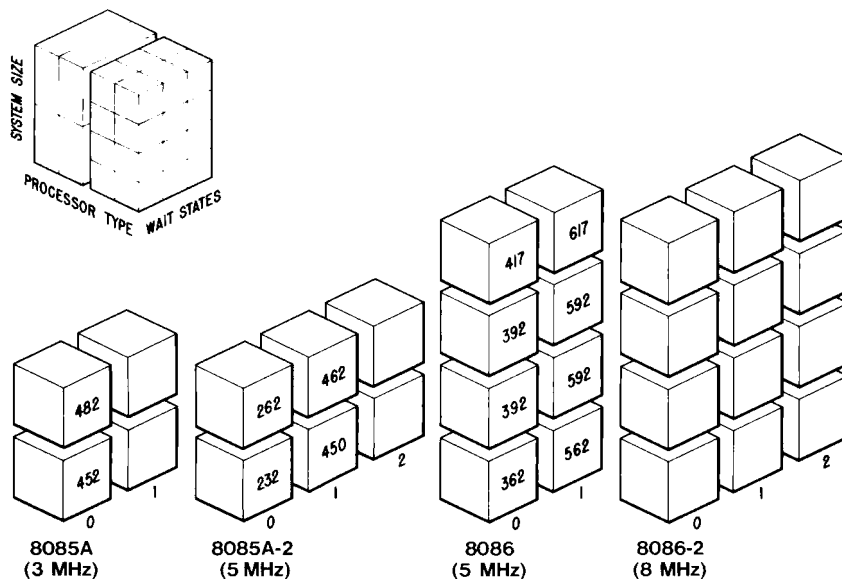 SYSTEM SIZE
PROCESSOR TYPE
WAIT STATES
482
452
0
1
8085A
(3 MHz)
262
462
232
450
0
1
2
8085A-2
(5 MHz)
417
617
392
592
392
592
362
562
0
1
8086
(5 MHz)
0
1
2
8086-2
(8 MHz)